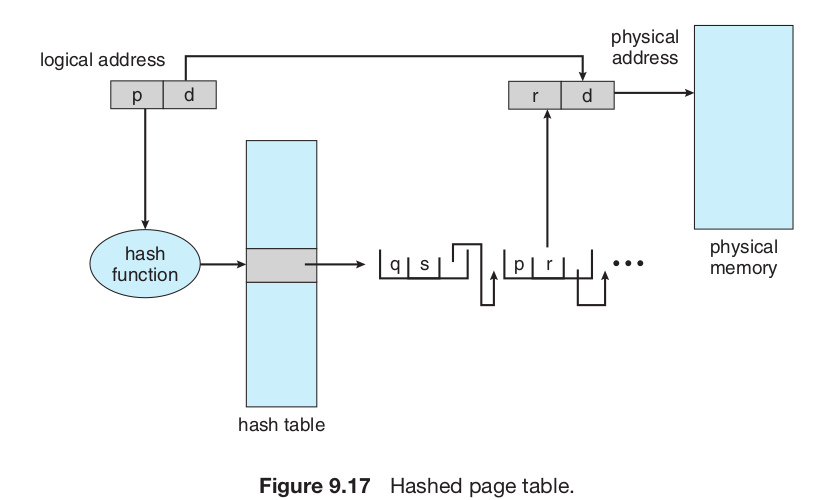 logical address
p d
physical
address
r d
hash
function
q s
p r
•••
physical
memory
hash table
Figure 9.17 Hashed page table.